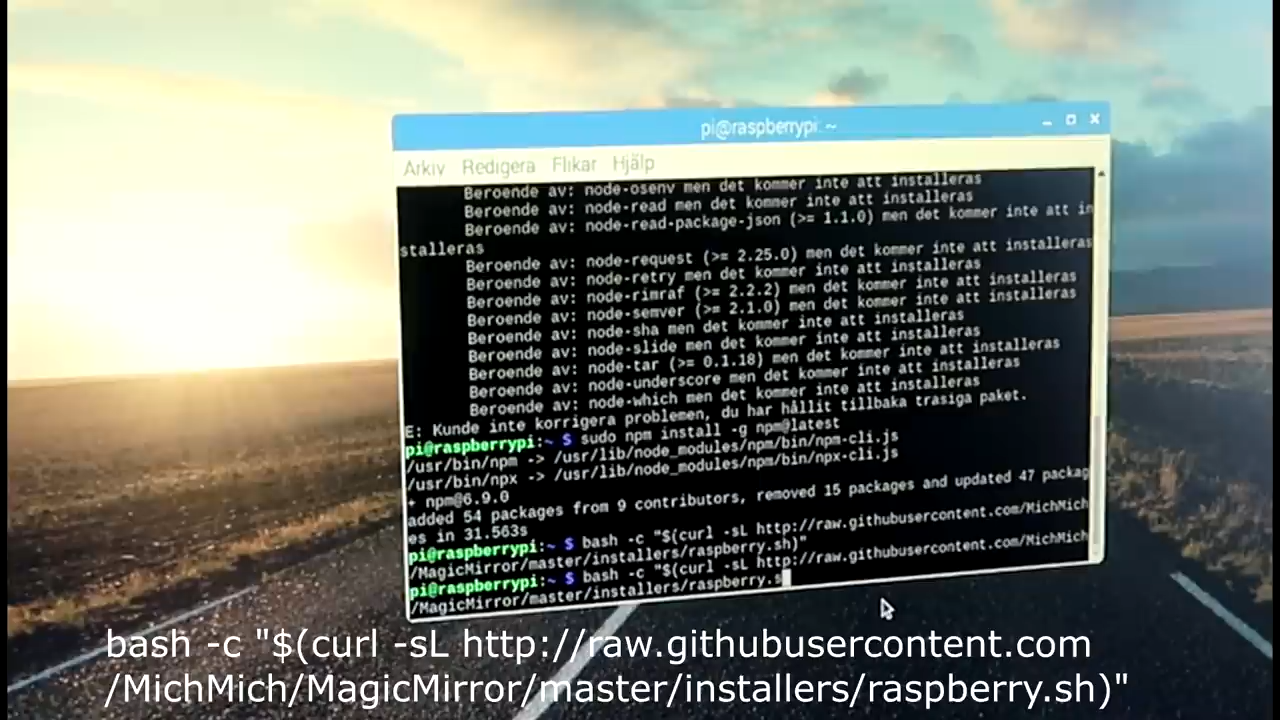 pi@raspberrypi: ~
Arkiv Redigera Flikar Hjälp
Beroende av: node-osenv men det kommer inte att installeras
Beroende av: node-read men det kommer inte att installeras
Beroende av: node-read-package-json (>= 1.1.0) men det kommer inte att in
stalleras
Beroende av: node-request (>= 2.25.0) men det kommer inte att installeras
Beroende av: node-retry men det kommer inte att installeras
Beroende av: node-rimraf (>= 2.2.2) men det kommer inte att installeras
Beroende av: node-semver (>= 2.1.0) men det kommer inte att installeras
Beroende av: node-sha men det kommer inte att installeras
Beroende av: node-slide men det kommer inte att installeras
Beroende av: node-tar (>= 0.1.18) men det kommer inte att installeras
Beroende av: node-underscore men det kommer inte att installeras
Beroende av: node-which men det kommer inte att installeras
E: Kunde inte korrigera problemen, du har hållit tillbaka trasiga paket.
pi@raspberrypi:~ $ sudo npm install -g npm@latest
/usr/bin/npm -> /usr/lib/node_modules/npm/bin/npm-cli.js
/usr/bin/npx -> /usr/lib/node_modules/npm/bin/npx-cli.js
+ npm@6.9.0
added 54 packages from 9 contributors, removed 15 packages and updated 47 packag
es in 31.563s
pi@raspberrypi:~ $ bash -c "$(curl -sL http://raw.githubusercontent.com/MichMich
/MagicMirror/master/installers/raspberry.sh)"
pi@raspberrypi:~ $ bash -c "$(curl -sL http://raw.githubusercontent.com/MichMich
/MagicMirror/master/installers/raspberry.s
bash -c "$(curl -sL http://raw.githubusercontent.com
/MichMich/MagicMirror/master/installers/raspberry.sh)"